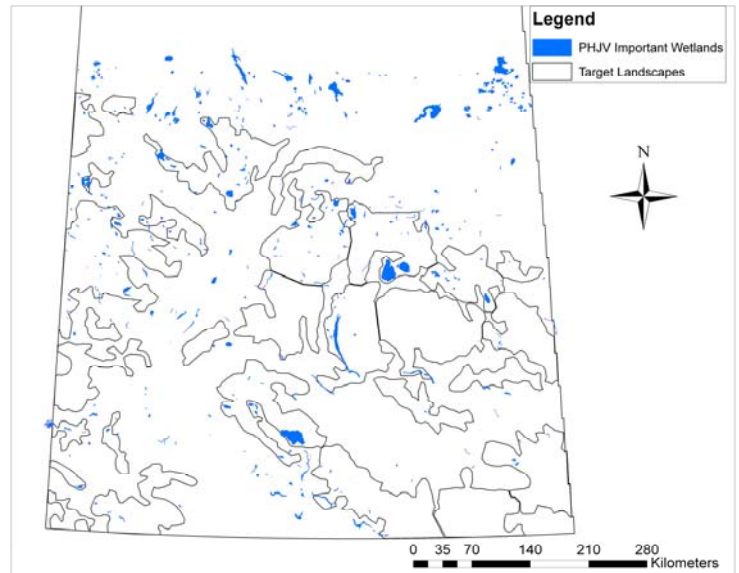 Legend
PHJV Important Wetlands
Target Landscapes
N
0 35 70 140 210 280
Kilometers